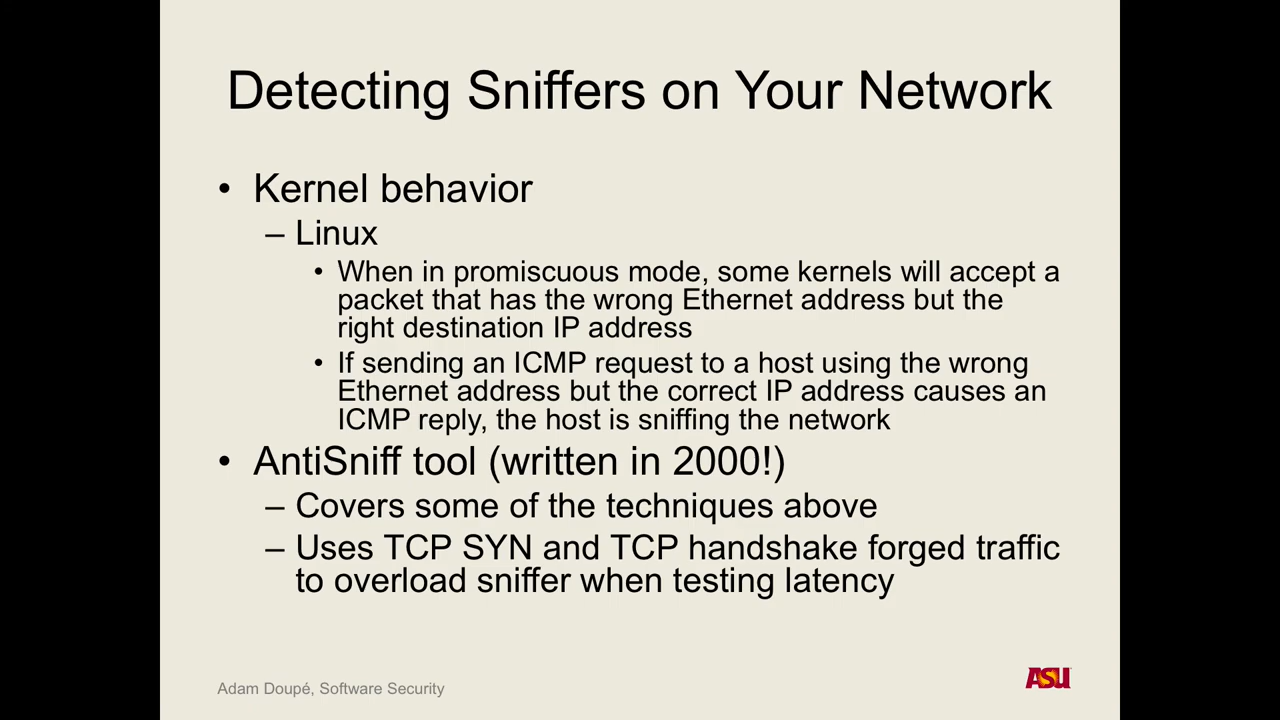 Detecting Sniffers on Your Network
• Kernel behavior
– Linux
• When in promiscuous mode, some kernels will accept a
packet that has the wrong Ethernet address but the
right destination IP address
• If sending an ICMP request to a host using the wrong
Ethernet address but the correct IP address causes an
ICMP reply, the host is sniffing the network
• AntiSniff tool (written in 2000!)
– Covers some of the techniques above
– Uses TCP SYN and TCP handshake forged traffic
to overload sniffer when testing latency
Adam Doupé, Software Security
ASU